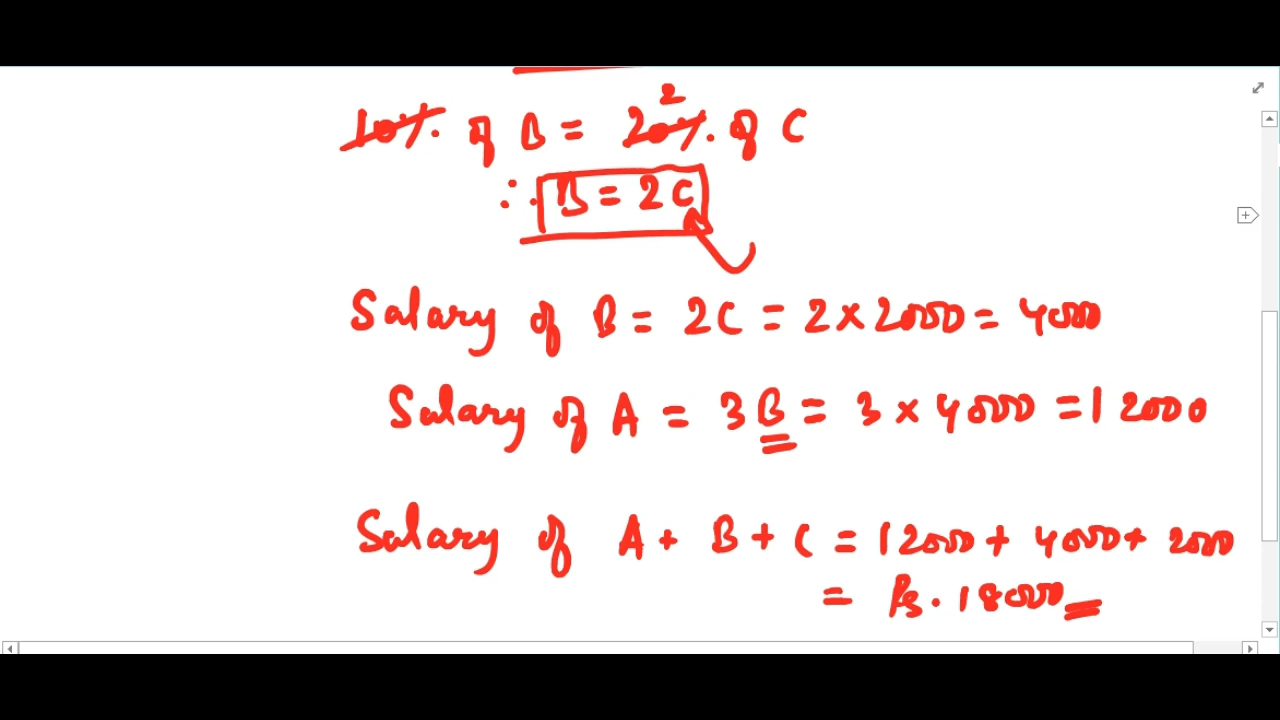 10% of B = 20% of C
2
∴ B = 2C
Salary of B = 2C = 2 × 2000 = 4000
Salary of A = 3B = 3 × 4000 = 12000
Salary of A + B + C = 12000 + 4000 + 2000
= Rs. 18000